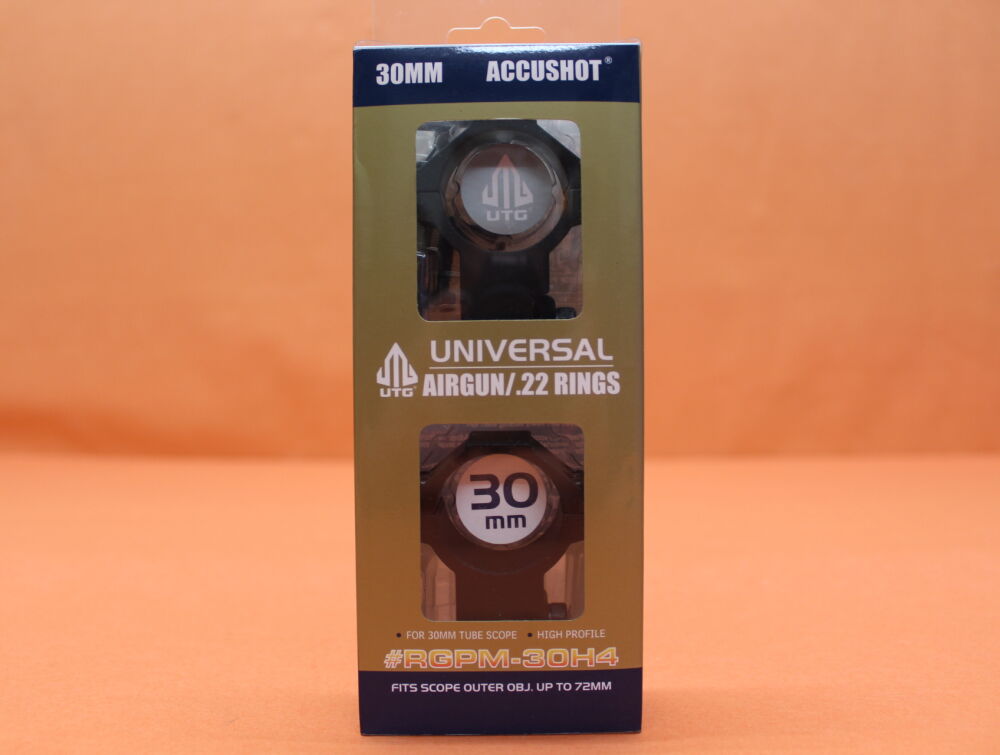 30MM ACCUSHOT®
UTG
UNIVERSAL
UTG® AIRGUN/.22 RINGS
30
mm
• FOR 30MM TUBE SCOPE • HIGH PROFILE
#RGPM-30H4
FITS SCOPE OUTER OBJ. UP TO 72MM